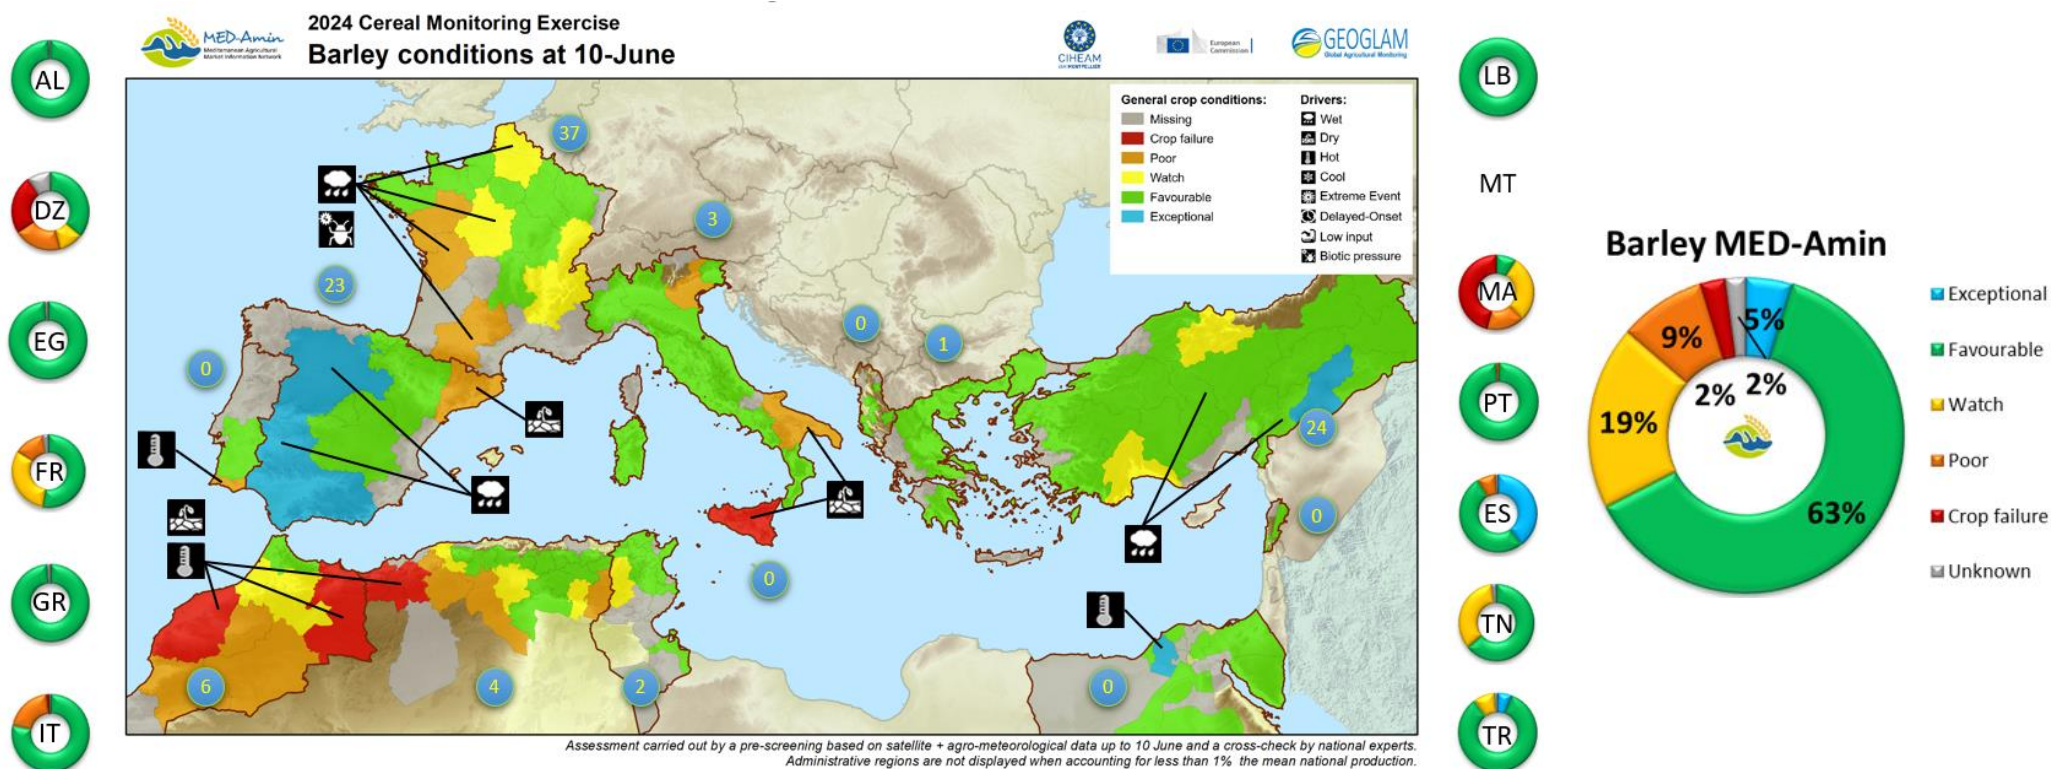 MED-Amin
Mediterranean Agricultural
Market Information Network
2024 Cereal Monitoring Exercise
Barley conditions at 10-June
CIHEAM
European
Commission
GEOGLAM
Global Agricultural Monitoring
AL
DZ
EG
FR
GR
IT
General crop conditions:
Missing
Crop failure
Poor
Watch
Favourable
Exceptional
Drivers:
Wet
Dry
Hot
Cool
Extreme Event
Delayed-Onset
Low input
Biotic pressure
37
3
23
0
0
1
24
0
0
6
4
2
0
Assessment carried out by a pre-screening based on satellite + agro-meteorological data up to 10 June and a cross-check by national experts.
Administrative regions are not displayed when accounting for less than 1% the mean national production.
LB
MT
MA
PT
ES
TN
TR
Barley MED-Amin
5%
9%
2%
2%
19%
63%
Exceptional
Favourable
Watch
Poor
Crop failure
Unknown